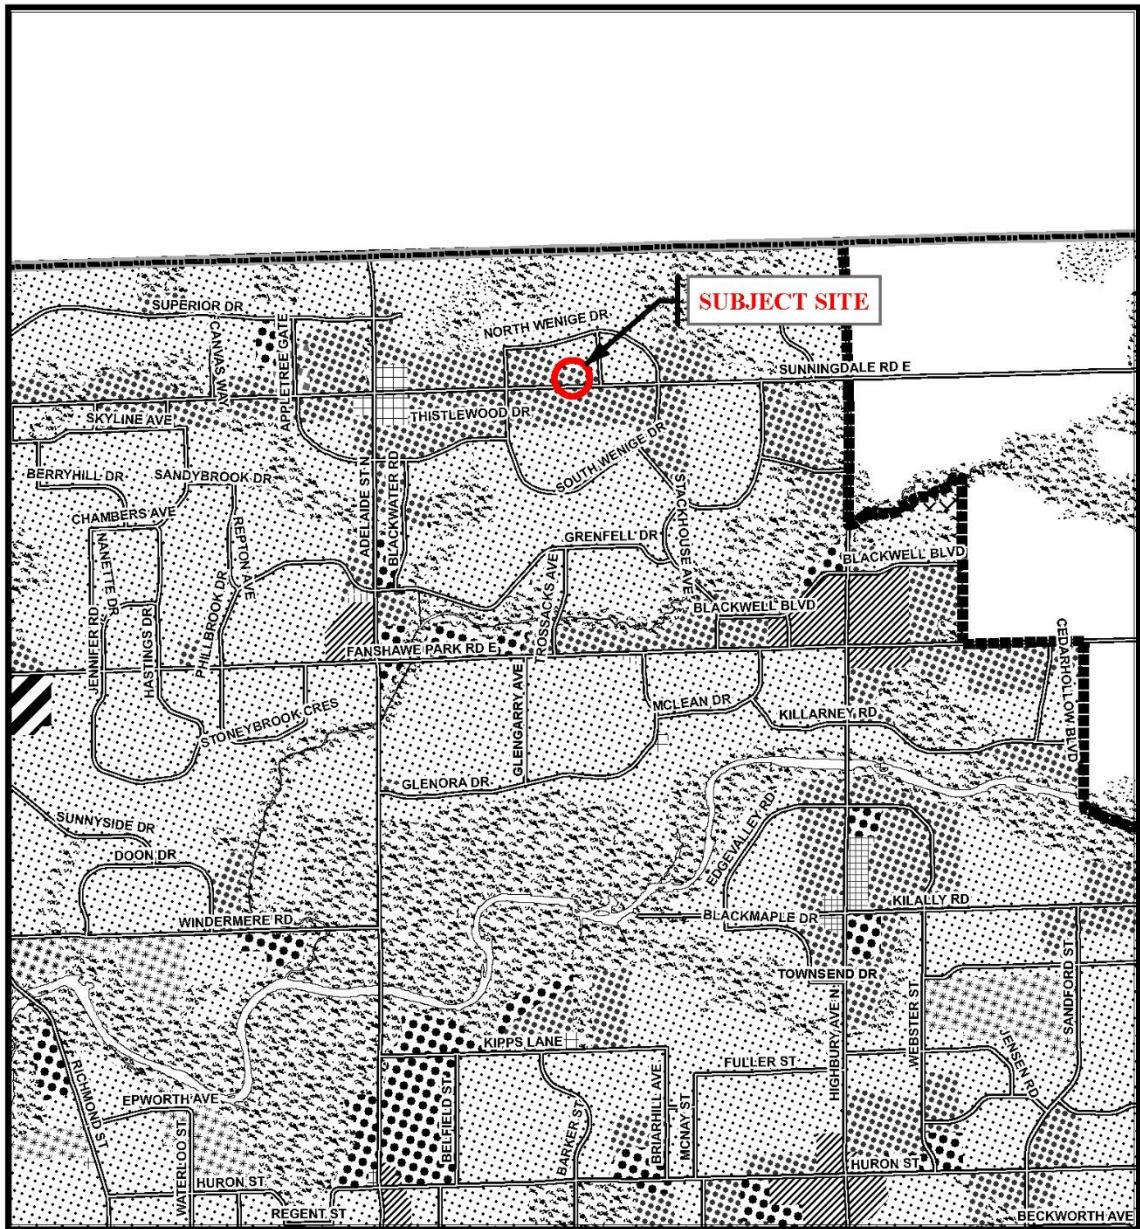 SUBJECT SITE
SUPERIOR DR
NORTH WENIGE DR
CANVAS WAY
APPLETREE GATE
SUNNINGDALE RD E
SKYLINE AVE
THISTLEWOOD DR
BERRYHILL DR
SANDYBROOK DR
SOUTH WENIGE DR
ADELAIDE ST N
BLACKWATER RD
STACKHOUSE AVE
CHAMBERS AVE
REPTON AVE
NANETTE DR
GRENFELL DR
BLACKWELL BLVD
PHILLBROOK DR
TROSSACKS AVE
JENNIFER RD
HASTINGS DR
BLACKWELL BLVD
CEDARHOLLOW BLVD
FANSHAWE PARK RD E
STONEYBROOK CRES
GLENGARRY AVE
MCLEAN DR
KILLARNEY RD
GLENORA DR
EDGEVALLEY RD
SUNNYSIDE DR
DOON DR
WINDERMERE RD
BLACKMAPLE DR
KILALLY RD
TOWNSEND DR
HIGHBURY AVE N
WEBSTER ST
SANDFORD ST
KIPPS LANE
FULLER ST
JENSEN RD
RICHMOND ST
EPWORTH AVE
BELFIELD ST
BARKER ST
BRIARHILL AVE
MCNAY ST
WATERLOO ST
HURON ST
HURON ST
REGENT ST
BECKWORTH AVE